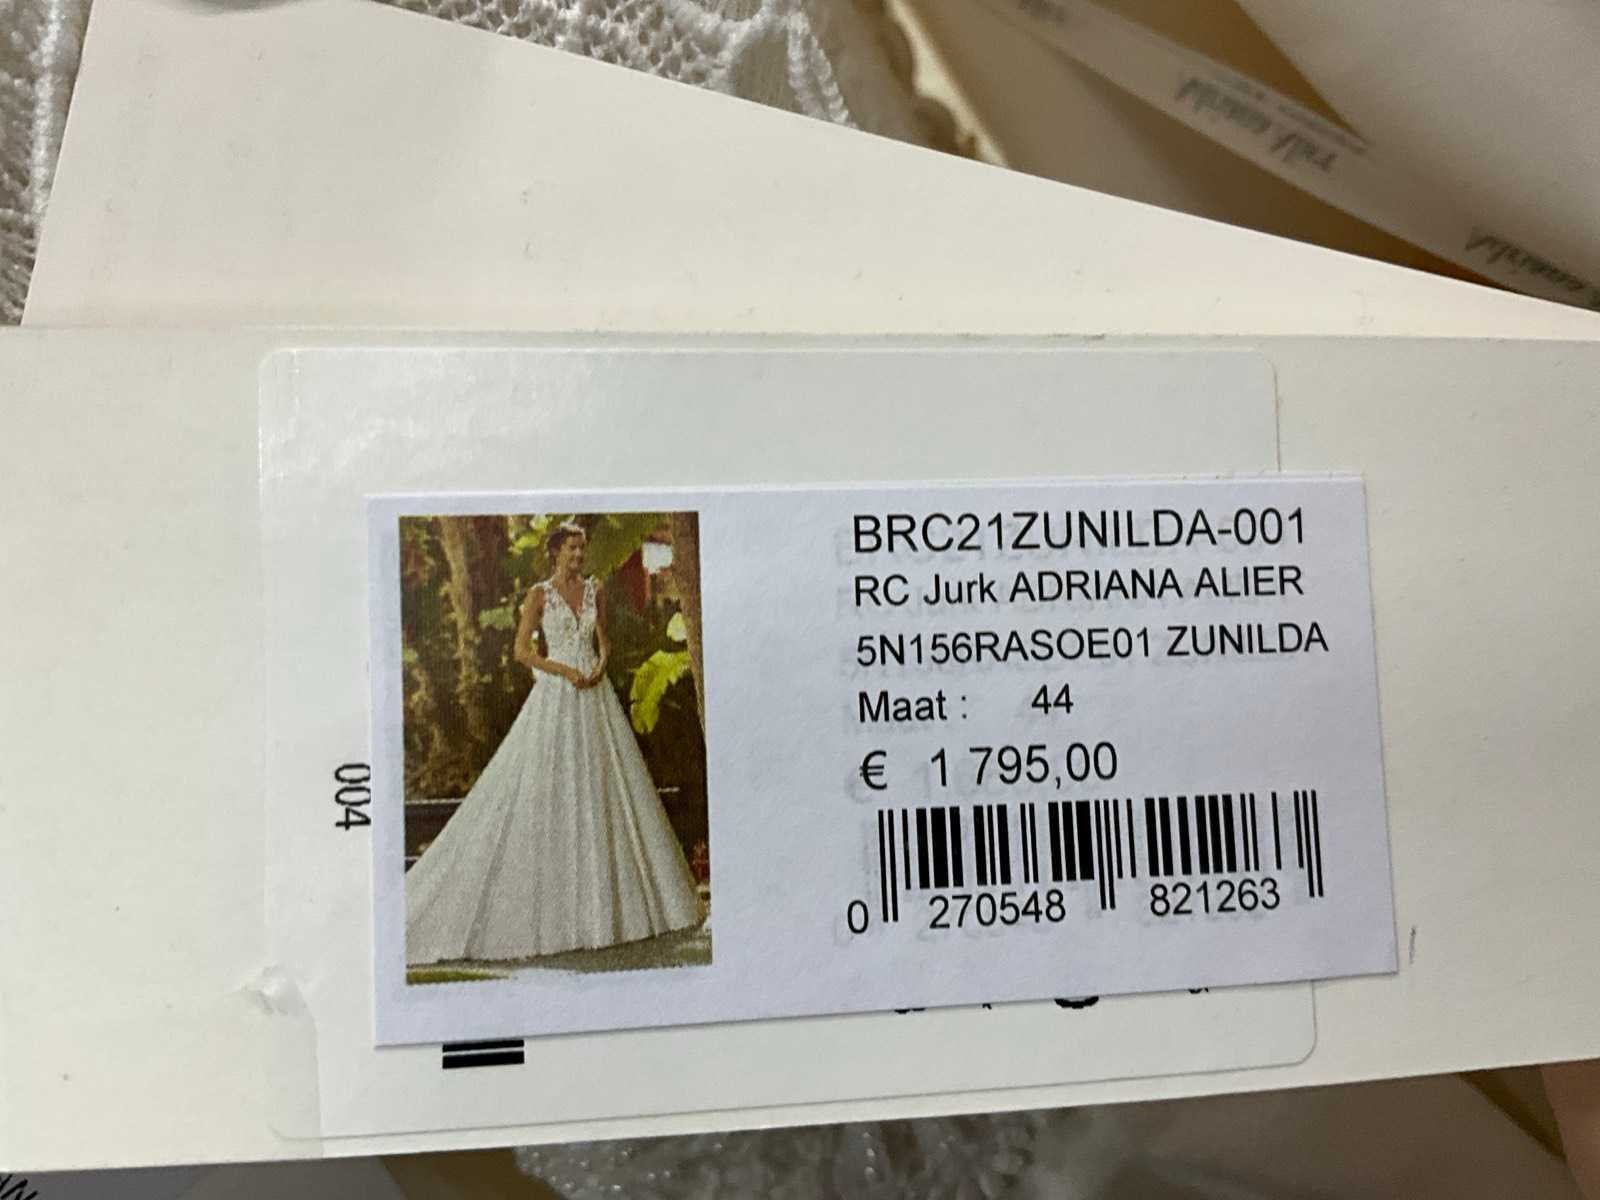 BRC21ZUNILDA-001
RC Jurk ADRIANA ALIER
5N156RASOE01 ZUNILDA
Maat : 44
€ 1 795,00
0 270548 821263
004